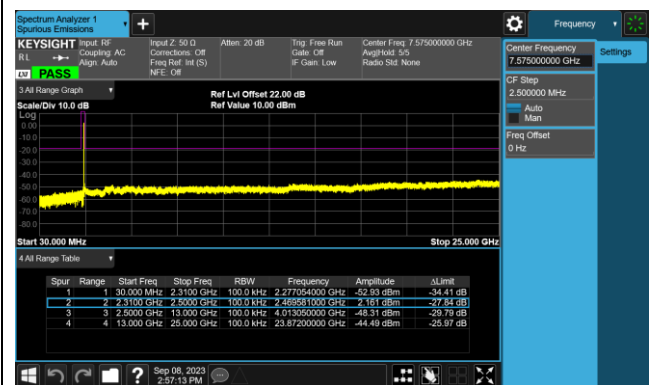 Spectrum Analyzer 1
Spurious Emissions
+
Frequency
KEYSIGHT Input: RF Input Z: 50 Ω Atten: 20 dB Trig: Free Run Center Freq: 7.575000000 GHz
RL Coupling: AC Corrections: Off Gate: Off Avg|Hold: 5/5
Align: Auto Freq Ref: Int (S) IF Gain: Low Radio Std: None
LXI PASS NFE: Off
Center Frequency
7.575000000 GHz
Settings
CF Step
2.500000 MHz
Auto
Man
Freq Offset
0 Hz
3 All Range Graph
Ref Lvl Offset 22.00 dB
Scale/Div 10.0 dB Ref Value 10.00 dBm
Log
0.00
-10.0
-20.0
-30.0
-40.0
-50.0
-60.0
-70.0
-80.0
Start 30.000 MHz Stop 25.000 GHz
4 All Range Table
Spur Range Start Freq Stop Freq RBW Frequency Amplitude ΔLimit
1 1 30.000 MHz 2.3100 GHz 100.0 kHz 2.277054000 GHz -52.93 dBm -34.41 dB
2 2 2.3100 GHz 2.5000 GHz 100.0 kHz 2.469581000 GHz 2.161 dBm -27.84 dB
3 3 2.5000 GHz 13.000 GHz 100.0 kHz 4.013050000 GHz -48.31 dBm -29.79 dB
4 4 13.000 GHz 25.000 GHz 100.0 kHz 23.87200000 GHz -44.49 dBm -25.97 dB
? Sep 08, 2023
2:57:13 PM